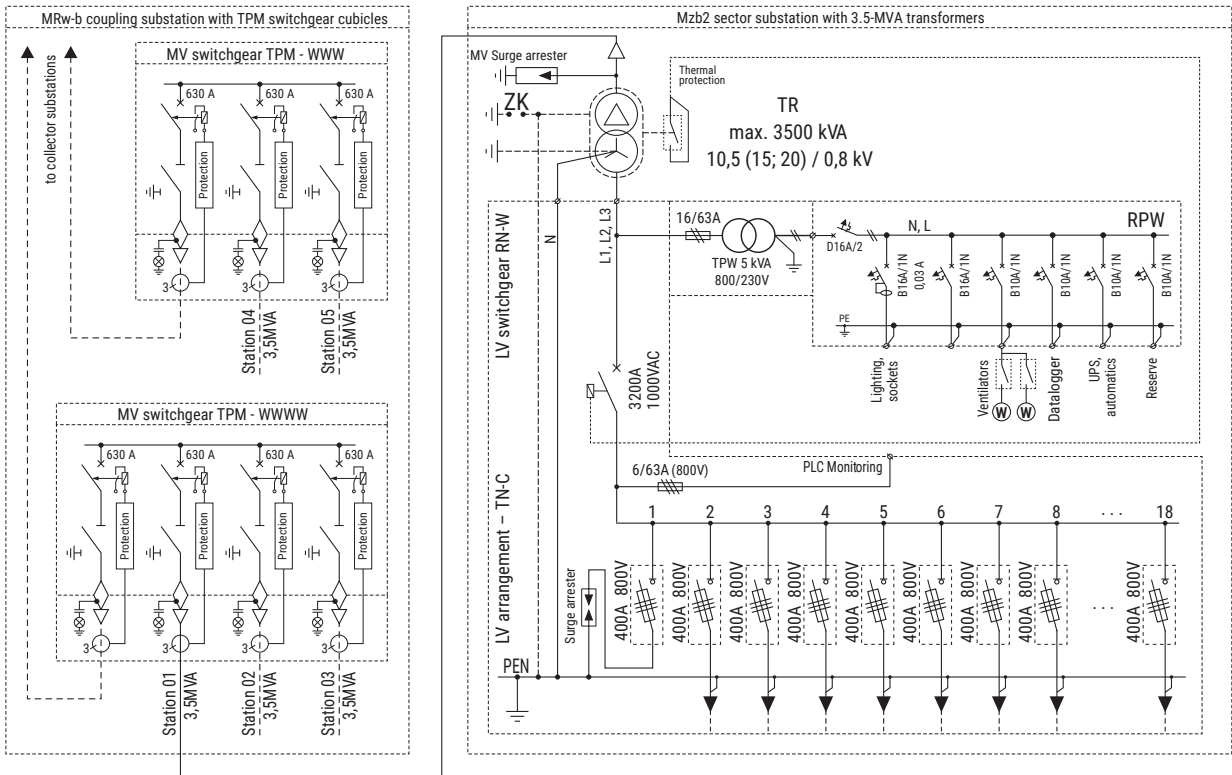 MRw-b coupling substation with TPM switchgear cubicles
to collector substations
MV switchgear TPM - WWW
630 A
630 A
630 A
Protection
Protection
Protection
3
3
3
Station 04
3,5MVA
Station 05
3,5MVA
MV switchgear TPM - WWWW
630 A
630 A
630 A
630 A
Protection
Protection
Protection
Protection
3
3
3
3
Station 01
3,5MVA
Station 02
3,5MVA
Station 03
3,5MVA
Mzb2 sector substation with 3.5-MVA transformers
MV Surge arrester
ZK
Thermal
protection
TR
max. 3500 kVA
10,5 (15; 20) / 0,8 kV
LV switchgear RN-W
N
L1, L2, L3
16/63A
TPW 5 kVA
800/230V
D16A/2
N, L
RPW
B16A/1N
0,03 A
B16A/1N
B10A/1N
B10A/1N
B10A/1N
B10A/1N
PE
Lighting,
sockets
Ventilators
W
W
Datalogger
UPS,
automatics
Reserve
3200A
1000VAC
6/63A (800V)
PLC Monitoring
LV arrangement – TN-C
1
2
3
4
5
6
7
8
...
18
Surge arrester
400A 800V
400A 800V
400A 800V
400A 800V
400A 800V
400A 800V
400A 800V
400A 800V
...
400A 800V
PEN